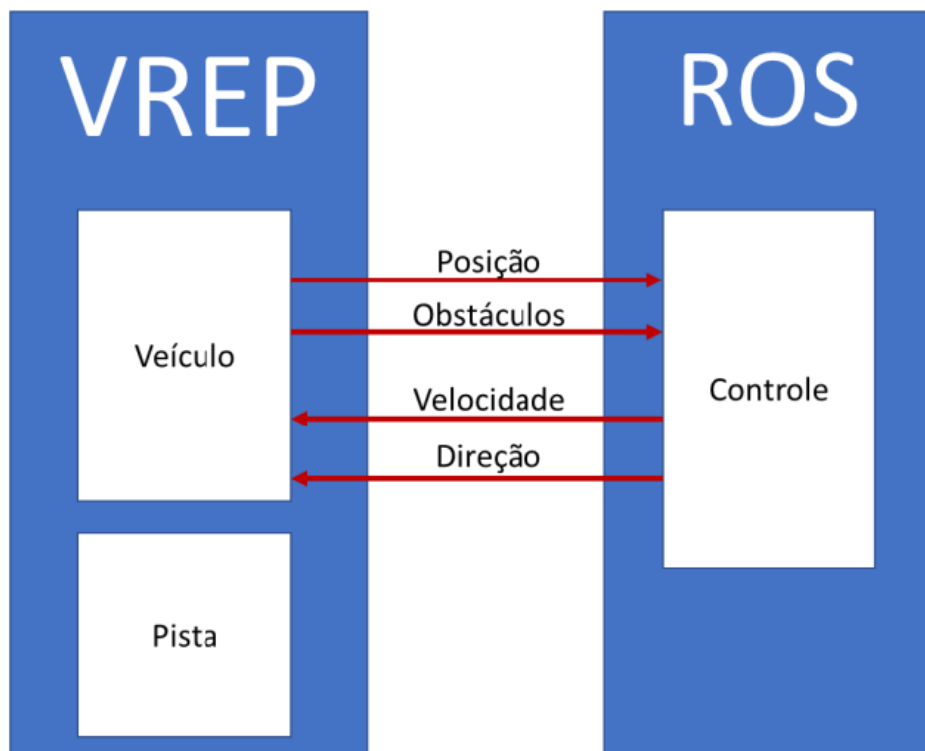 VREP
ROS
Posição
Obstáculos
Veículo
Controle
Velocidade
Direção
Pista